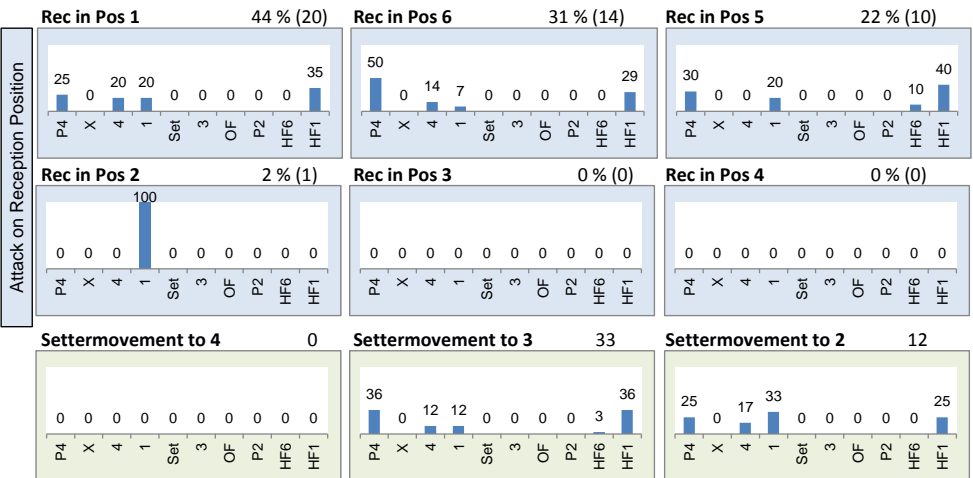 Attack on Reception Position
Rec in Pos 1 44 % (20)
25 0 20 20 0 0 0 0 0 35
P4 X 4 1 Set 3 OF P2 HF6 HF1
Rec in Pos 6 31 % (14)
50 0 14 7 0 0 0 0 0 29
P4 X 4 1 Set 3 OF P2 HF6 HF1
Rec in Pos 5 22 % (10)
30 0 0 20 0 0 0 0 10 40
P4 X 4 1 Set 3 OF P2 HF6 HF1
Rec in Pos 2 2 % (1)
0 0 0 100 0 0 0 0 0 0
P4 X 4 1 Set 3 OF P2 HF6 HF1
Rec in Pos 3 0 % (0)
0 0 0 0 0 0 0 0 0 0
P4 X 4 1 Set 3 OF P2 HF6 HF1
Rec in Pos 4 0 % (0)
0 0 0 0 0 0 0 0 0 0
P4 X 4 1 Set 3 OF P2 HF6 HF1
Settermovement to 4 0
0 0 0 0 0 0 0 0 0 0
P4 X 4 1 Set 3 OF P2 HF6 HF1
Settermovement to 3 33
36 0 12 12 0 0 0 0 3 36
P4 X 4 1 Set 3 OF P2 HF6 HF1
Settermovement to 2 12
25 0 17 33 0 0 0 0 0 25
P4 X 4 1 Set 3 OF P2 HF6 HF1